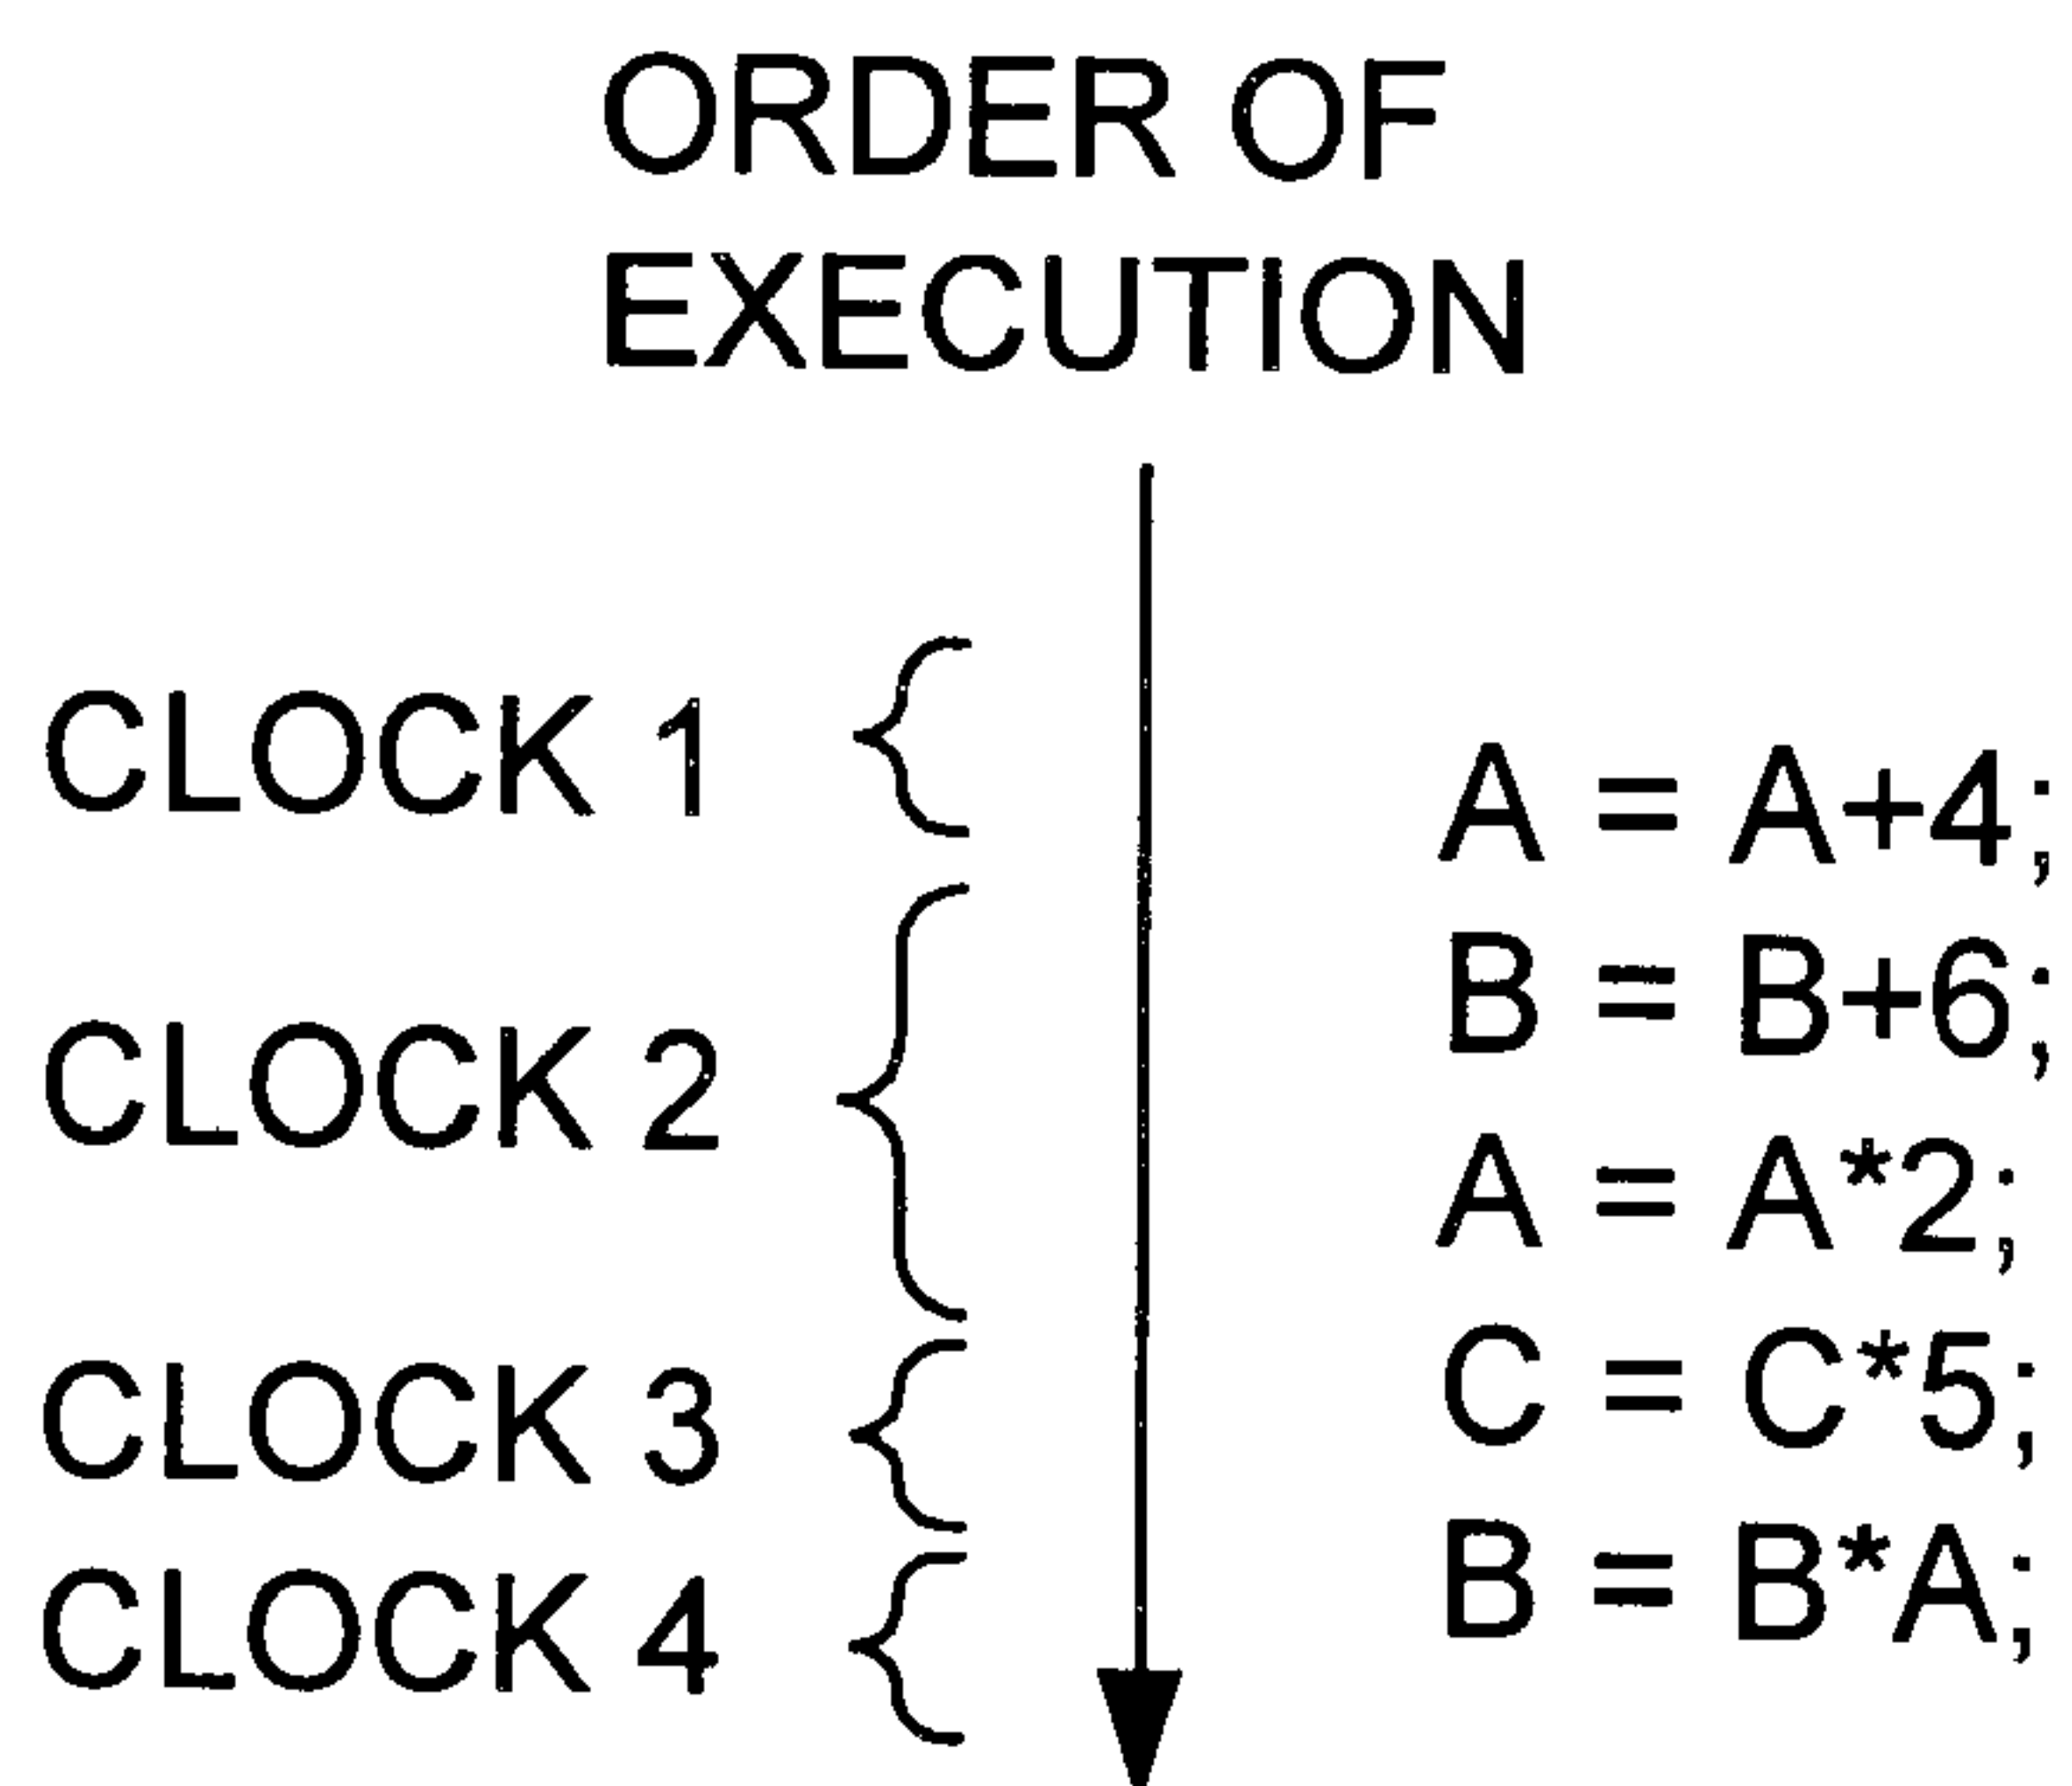 ORDER OF
EXECUTION
CLOCK 1
A = A+4;
B = B+6;
CLOCK 2
A = A*2;
CLOCK 3
C = C*5;
CLOCK 4
B = B*A;